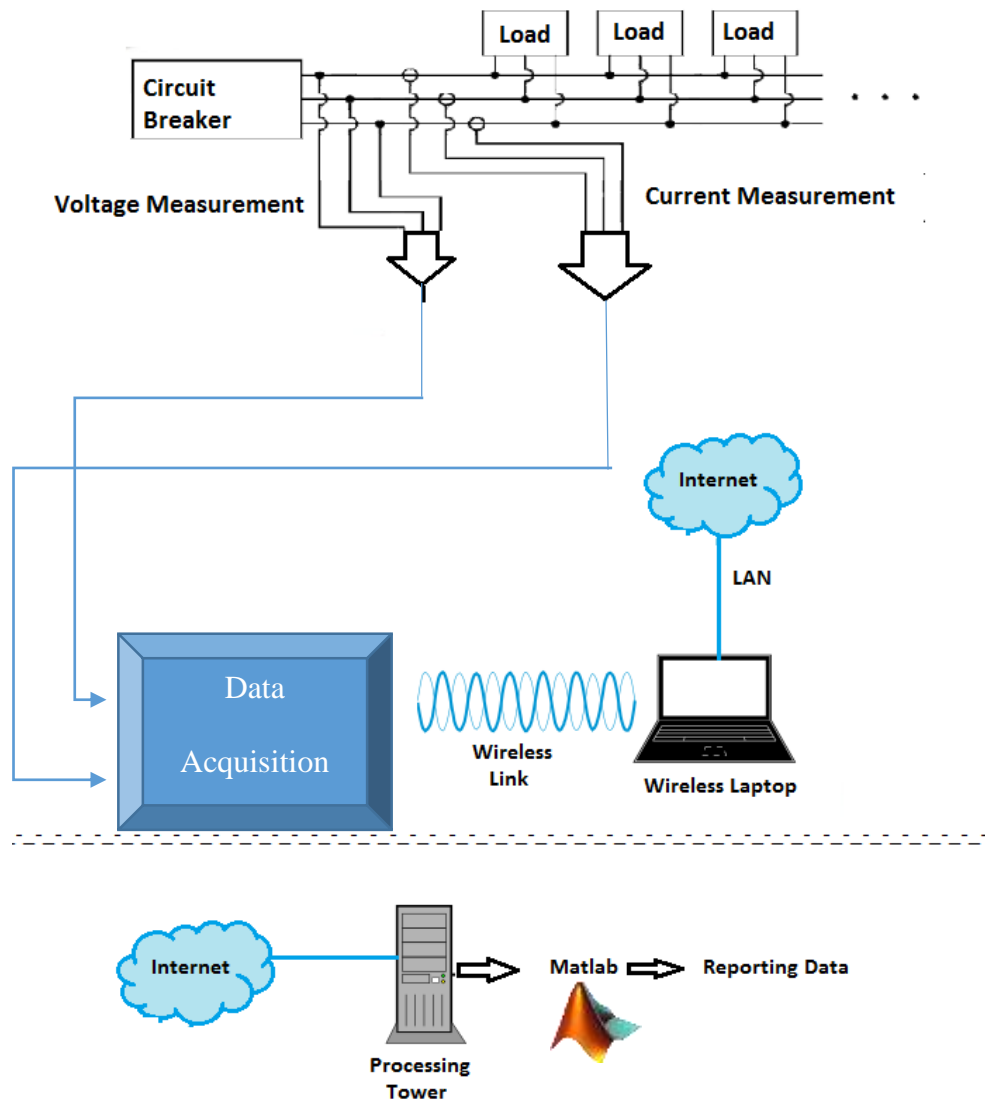 Load
Load
Load
Circuit
Breaker
Voltage Measurement
Current Measurement
Internet
LAN
Data
Acquisition
Wireless
Link
Wireless Laptop
Internet
Matlab
Reporting Data
Processing
Tower